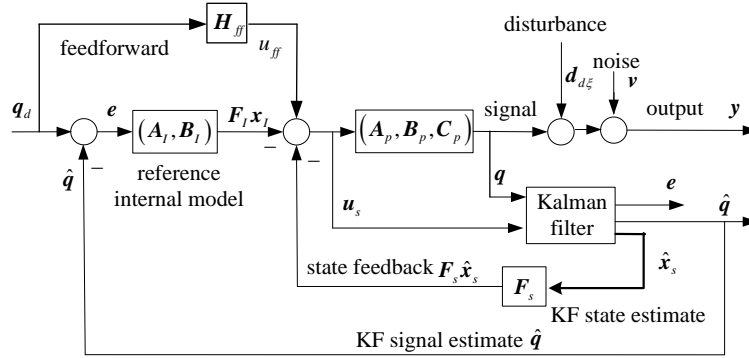 disturbance
H_ff
feedforward
u_ff
d_dξ
noise
v
q_d
e
(A_I, B_I)
F_I x_I
(A_p, B_p, C_p)
signal
output
y
−
−
−
reference
internal model
q̂
q
u_s
Kalman
filter
e
q̂
x̂_s
state feedback F_s x̂_s
F_s
KF state estimate
KF signal estimate q̂